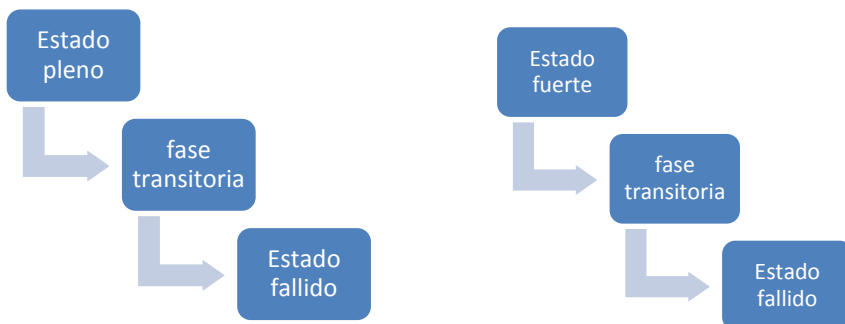 Estado
pleno
fase
transitoria
Estado
fallido
Estado
fuerte
fase
transitoria
Estado
fallido